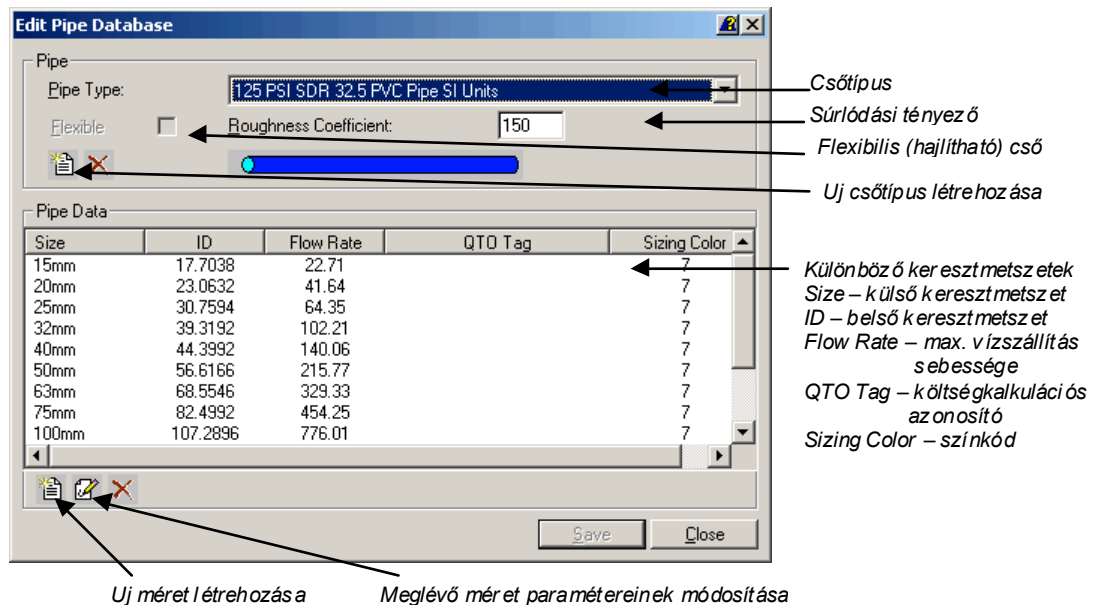 Edit Pipe Database
Pipe
Pipe Type: 125 PSI SDR 32.5 PVC Pipe SI Units
Flexible Roughness Coefficient: 150
Csőtípus
Súrlódási tényező
Flexibilis (hajlítható) cső
Uj csőtípus létrehozása
Pipe Data
Size ID Flow Rate QTO Tag Sizing Color
15mm 17.7038 22.71 7
20mm 23.0632 41.64 7
25mm 30.7594 64.35 7
32mm 39.3192 102.21 7
40mm 44.3992 140.06 7
50mm 56.6166 215.77 7
63mm 68.5546 329.33 7
75mm 82.4992 454.25 7
100mm 107.2896 776.01 7
Különböző keresztmetszetek
Size – külső keresztmetszet
ID – belső keresztmetszet
Flow Rate – max. vízszállítás
sebessége
QTO Tag – költségkalkulációs
azonosító
Sizing Color – színkód
Save Close
Uj méret létrehozása Meglévő méret paramétereinek módosítása